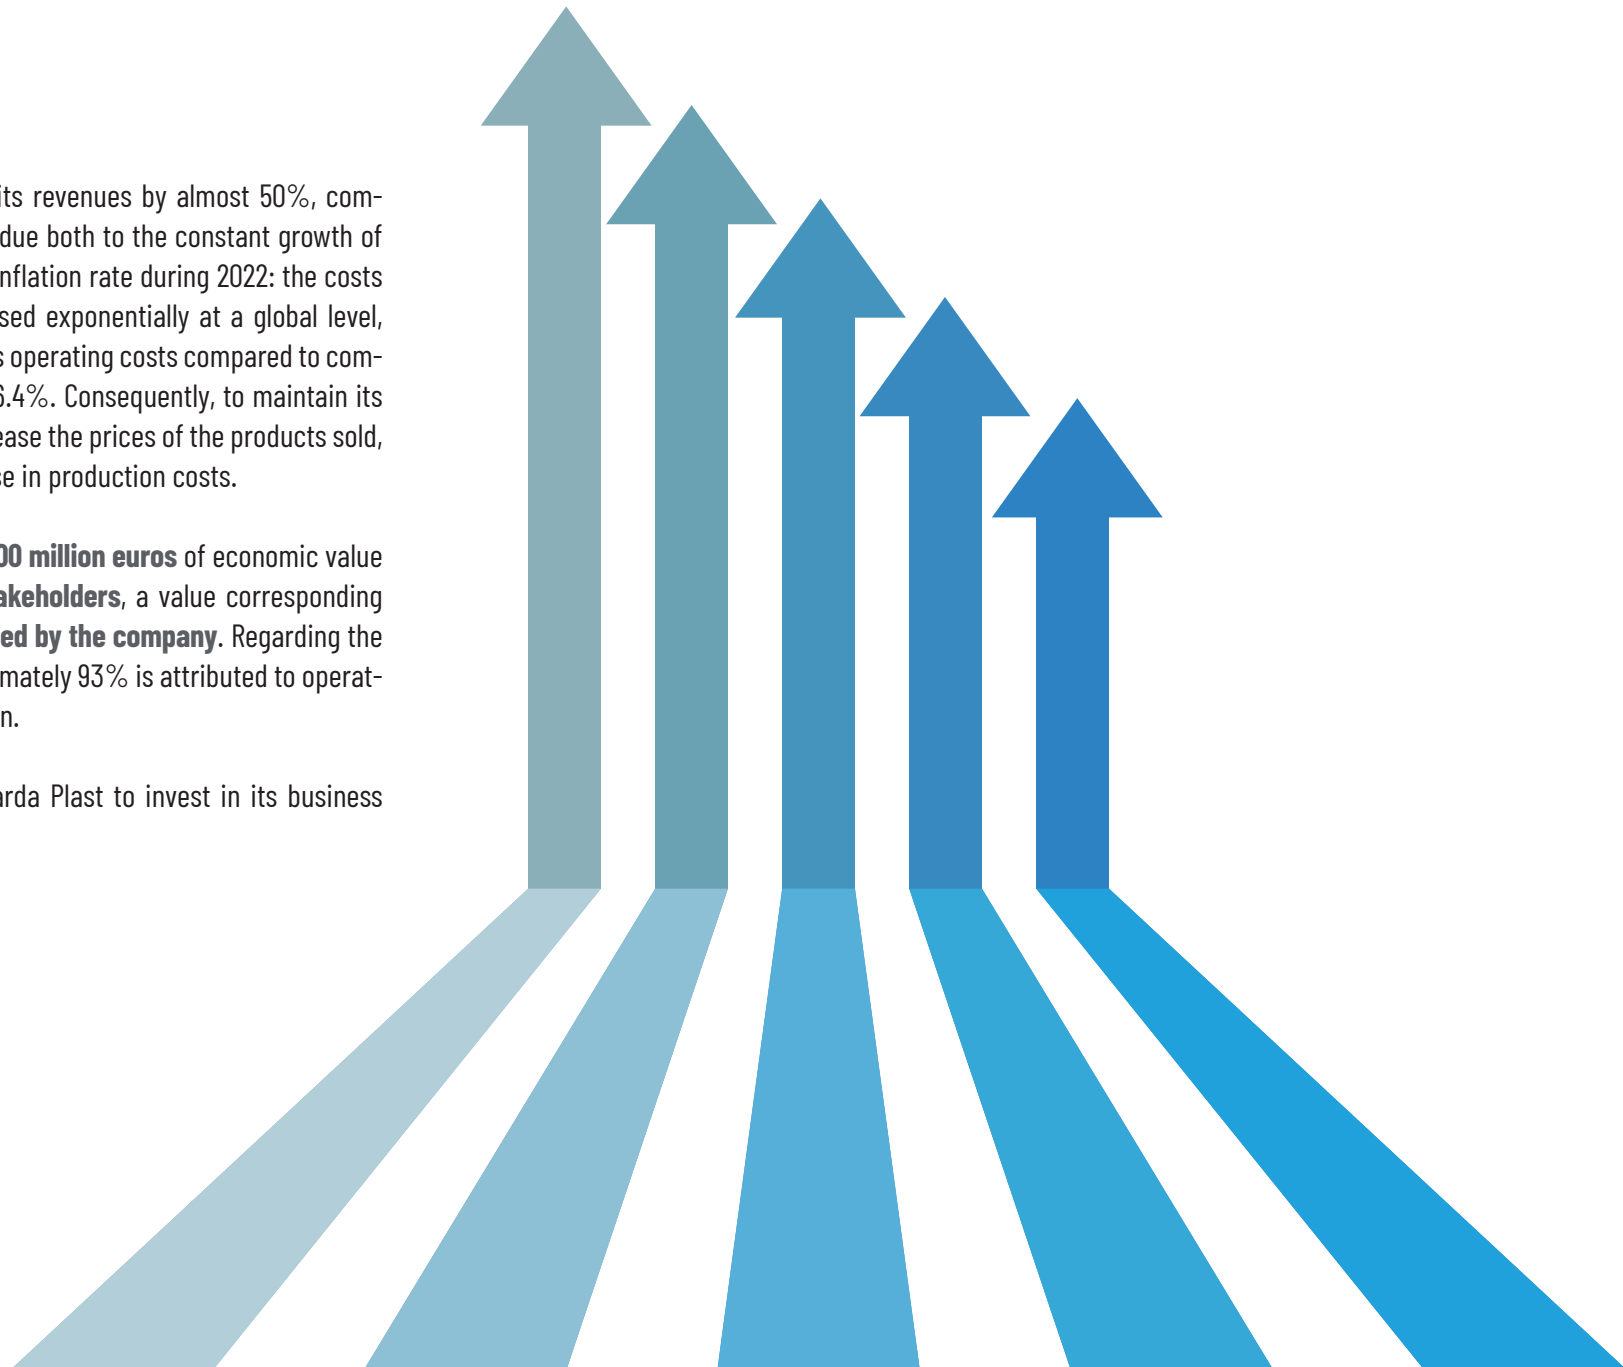 its revenues by almost 50%, com-
due both to the constant growth of
nflation rate during 2022: the costs
sed exponentially at a global level,
s operating costs compared to com-
6.4%. Consequently, to maintain its
ease the prices of the products sold,
se in production costs.
00 million euros of economic value
akeholders, a value corresponding
ed by the company. Regarding the
mately 93% is attributed to operat-
n.
arda Plast to invest in its business